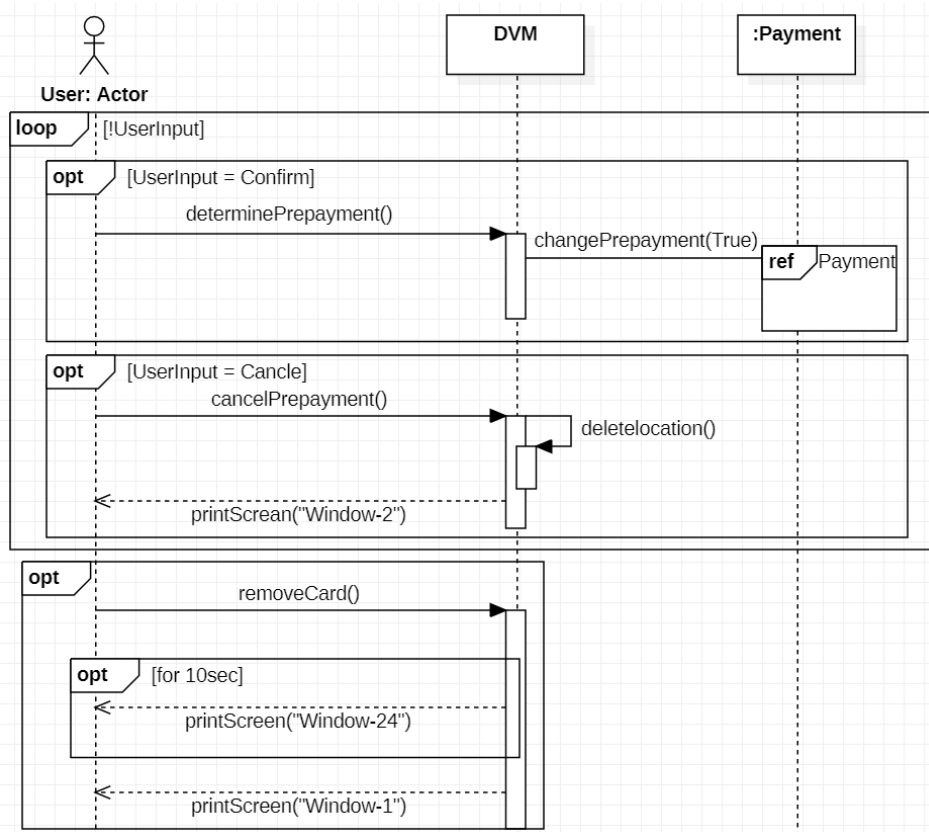 DVM
:Payment
User: Actor
loop
[!UserInput]
opt
[UserInput = Confirm]
determinePrepayment()
changePrepayment(True)
ref
Payment
opt
[UserInput = Cancle]
cancelPrepayment()
deletelocation()
printScrean("Window-2")
opt
removeCard()
opt
[for 10sec]
printScreen("Window-24")
printScreen("Window-1")